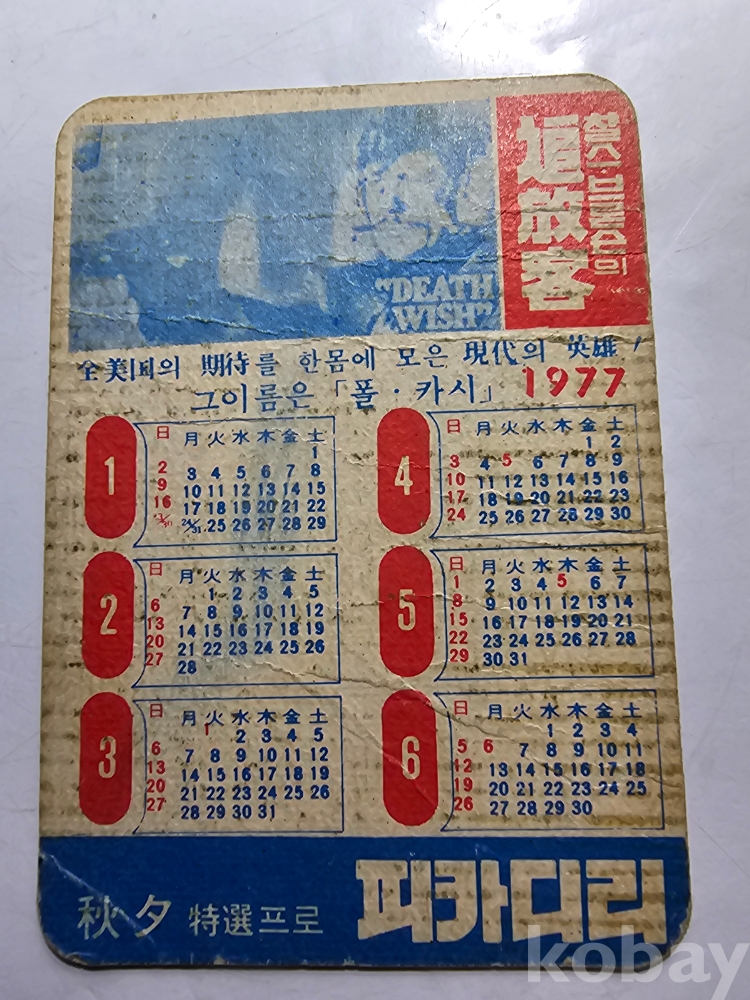 촬스 브론슨의
追放客
"DEATH
WISH"
全美国의 期待를 한몸에 모은 現代의 英雄!
그이름은 「폴·카시」 1977
1
日 月 火 水 木 金 土
1
2 3 4 5 6 7 8
9 10 11 12 13 14 15
16 17 18 19 20 21 22
23/30 24/31 25 26 27 28 29
2
日 月 火 水 木 金 土
1 2 3 4 5
6 7 8 9 10 11 12
13 14 15 16 17 18 19
20 21 22 23 24 25 26
27 28
3
日 月 火 水 木 金 土
1 2 3 4 5
6 7 8 9 10 11 12
13 14 15 16 17 18 19
20 21 22 23 24 25 26
27 28 29 30 31
4
日 月 火 水 木 金 土
1 2
3 4 5 6 7 8 9
10 11 12 13 14 15 16
17 18 19 20 21 22 23
24 25 26 27 28 29 30
5
日 月 火 水 木 金 土
1 2 3 4 5 6 7
8 9 10 11 12 13 14
15 16 17 18 19 20 21
22 23 24 25 26 27 28
29 30 31
6
日 月 火 水 木 金 土
1 2 3 4
5 6 7 8 9 10 11
12 13 14 15 16 17 18
19 20 21 22 23 24 25
26 27 28 29 30
秋夕 特選프로 피카디리
kobay